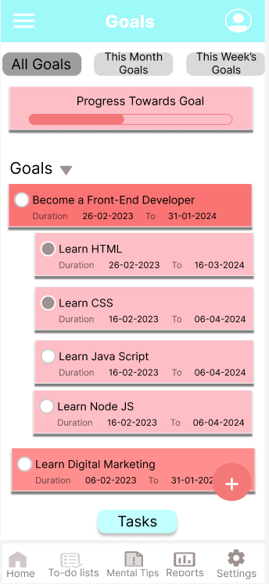 Goals
All Goals
This Month Goals
This Week's Goals
Progress Towards Goal
Goals
Become a Front-End Developer
Duration 26-02-2023 To 31-01-2024
Learn HTML
Duration 26-02-2023 To 16-03-2024
Learn CSS
Duration 16-02-2023 To 06-04-2024
Learn Java Script
Duration 16-02-2023 To 06-04-2024
Learn Node JS
Duration 16-02-2023 To 06-04-2024
Learn Digital Marketing
Duration 06-02-2023 To
+
Tasks
Home
To-do lists
Mental Tips
Reports
Settings